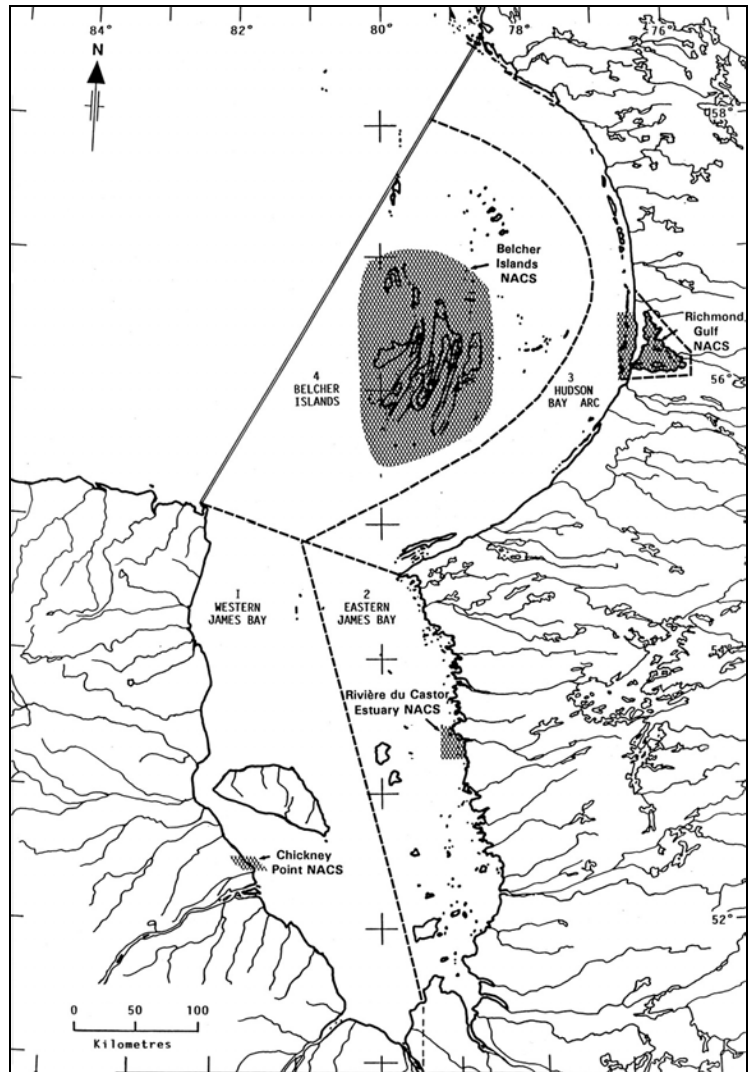 84° 82° 80° 78° 76°
N
58°
Belcher
Islands
NACS
Richmond
Gulf
NACS
4
BELCHER
ISLANDS
3
HUDSON
BAY ARC
56°
1
WESTERN
JAMES BAY
2
EASTERN
JAMES BAY
Rivière du Castor
Estuary NACS
Chickney
Point NACS
52°
0 50 100
Kilometres